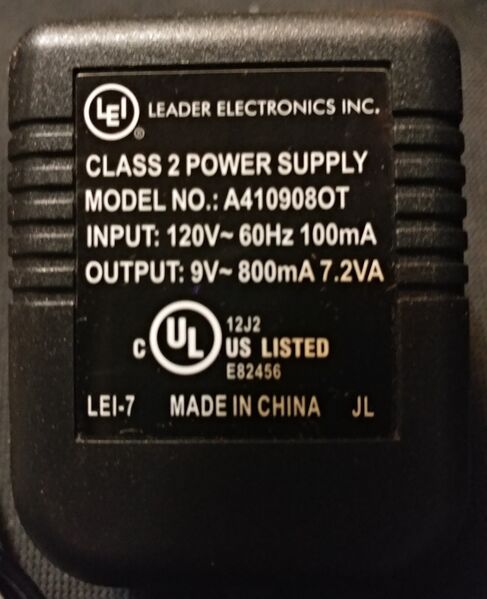 LEI ® LEADER ELECTRONICS INC.
CLASS 2 POWER SUPPLY
MODEL NO.: A410908OT
INPUT: 120V~ 60Hz 100mA
OUTPUT: 9V~ 800mA 7.2VA
12J2
C UL US LISTED
E82456
LEI-7 MADE IN CHINA JL